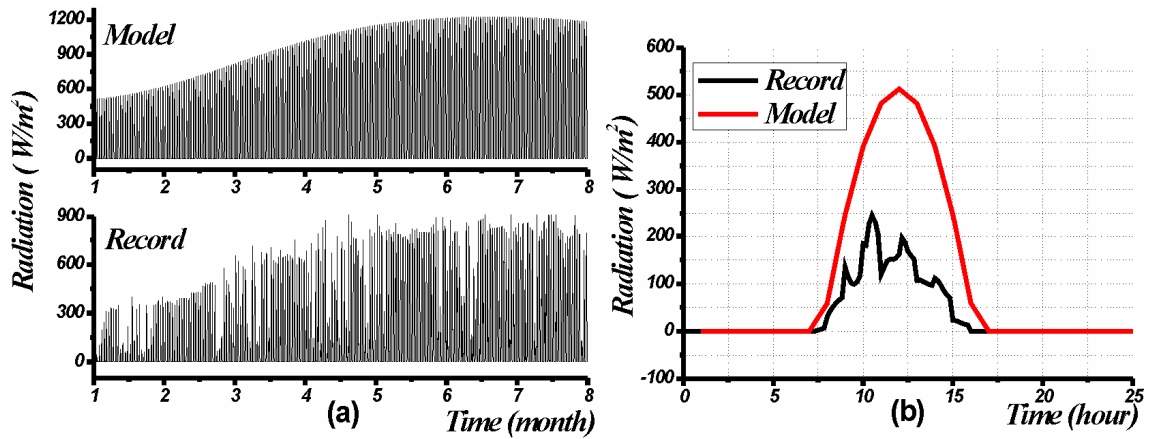 1200
900
600
300
0
Model
1 2 3 4 5 6 7 8
Radiation ( W/m²)
900
600
300
0
Record
1 2 3 4 5 6 7 8
(a)
Time (month)
600
500
400
300
200
100
0
-100
Radiation ( W/m²)
Record
Model
0 5 10 15 20 25
(b)
Time (hour)